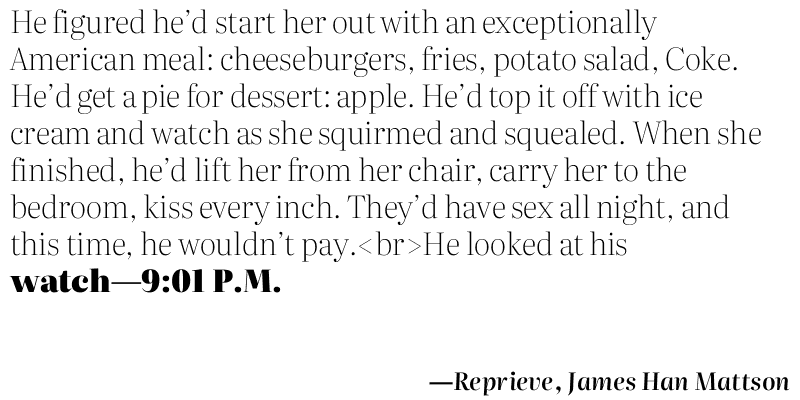 He figured he’d start her out with an exceptionally
American meal: cheeseburgers, fries, potato salad, Coke.
He’d get a pie for dessert: apple. He’d top it off with ice
cream and watch as she squirmed and squealed. When she
finished, he’d lift her from her chair, carry her to the
bedroom, kiss every inch. They’d have sex all night, and
this time, he wouldn’t pay.<br>He looked at his
watch—9:01 P.M.
—Reprieve, James Han Mattson